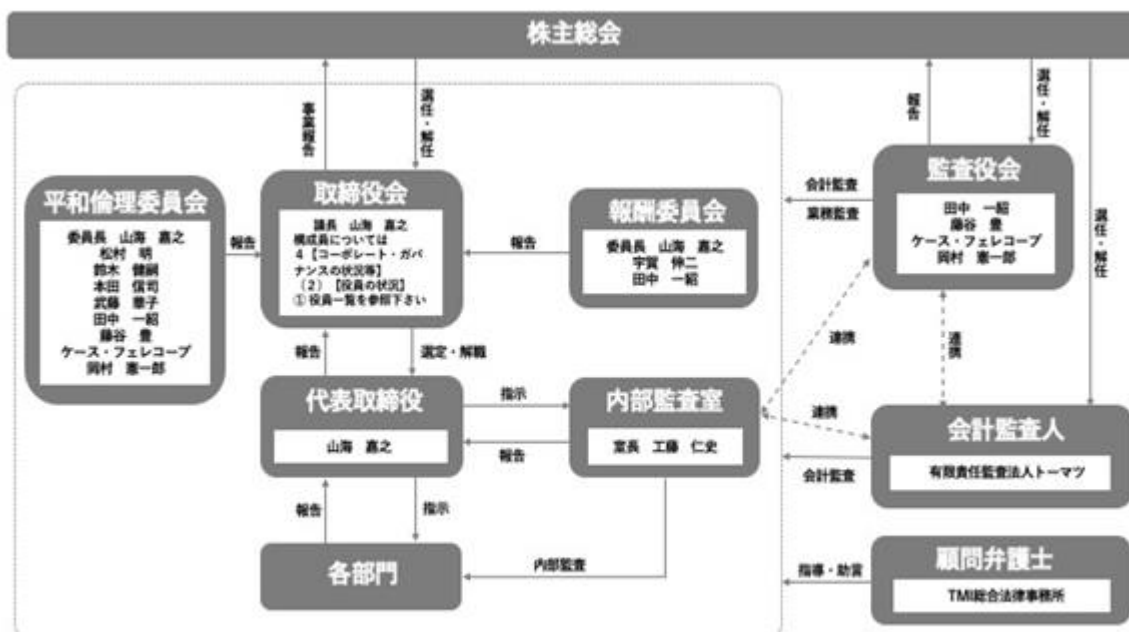 株主総会
事業報告
選任・解任
報告
選任・解任
選任・解任
平和倫理委員会
委員長 山海 嘉之
松村 明
鈴木 健嗣
本田 信司
武藤 華子
田中 一紹
藤谷 豊
ケース・フェレコープ
岡村 憲一郎
報告
取締役会
議長 山海 嘉之
構成員については
4【コーポレート・ガバ
ナンスの状況等】
(2)【役員の状況】
① 役員一覧を参照下さい
報告
報酬委員会
委員長 山海 嘉之
宇賀 伸二
田中 一紹
会計監査
業務監査
監査役会
田中 一紹
藤谷 豊
ケース・フェレコープ
岡村 憲一郎
報告
選定・解職
連携
連携
代表取締役
山海 嘉之
指示
報告
内部監査室
室長 工藤 仁史
連携
会計監査
会計監査人
有限責任監査法人トーマツ
報告
指示
各部門
内部監査
指導・助言
顧問弁護士
TMI総合法律事務所